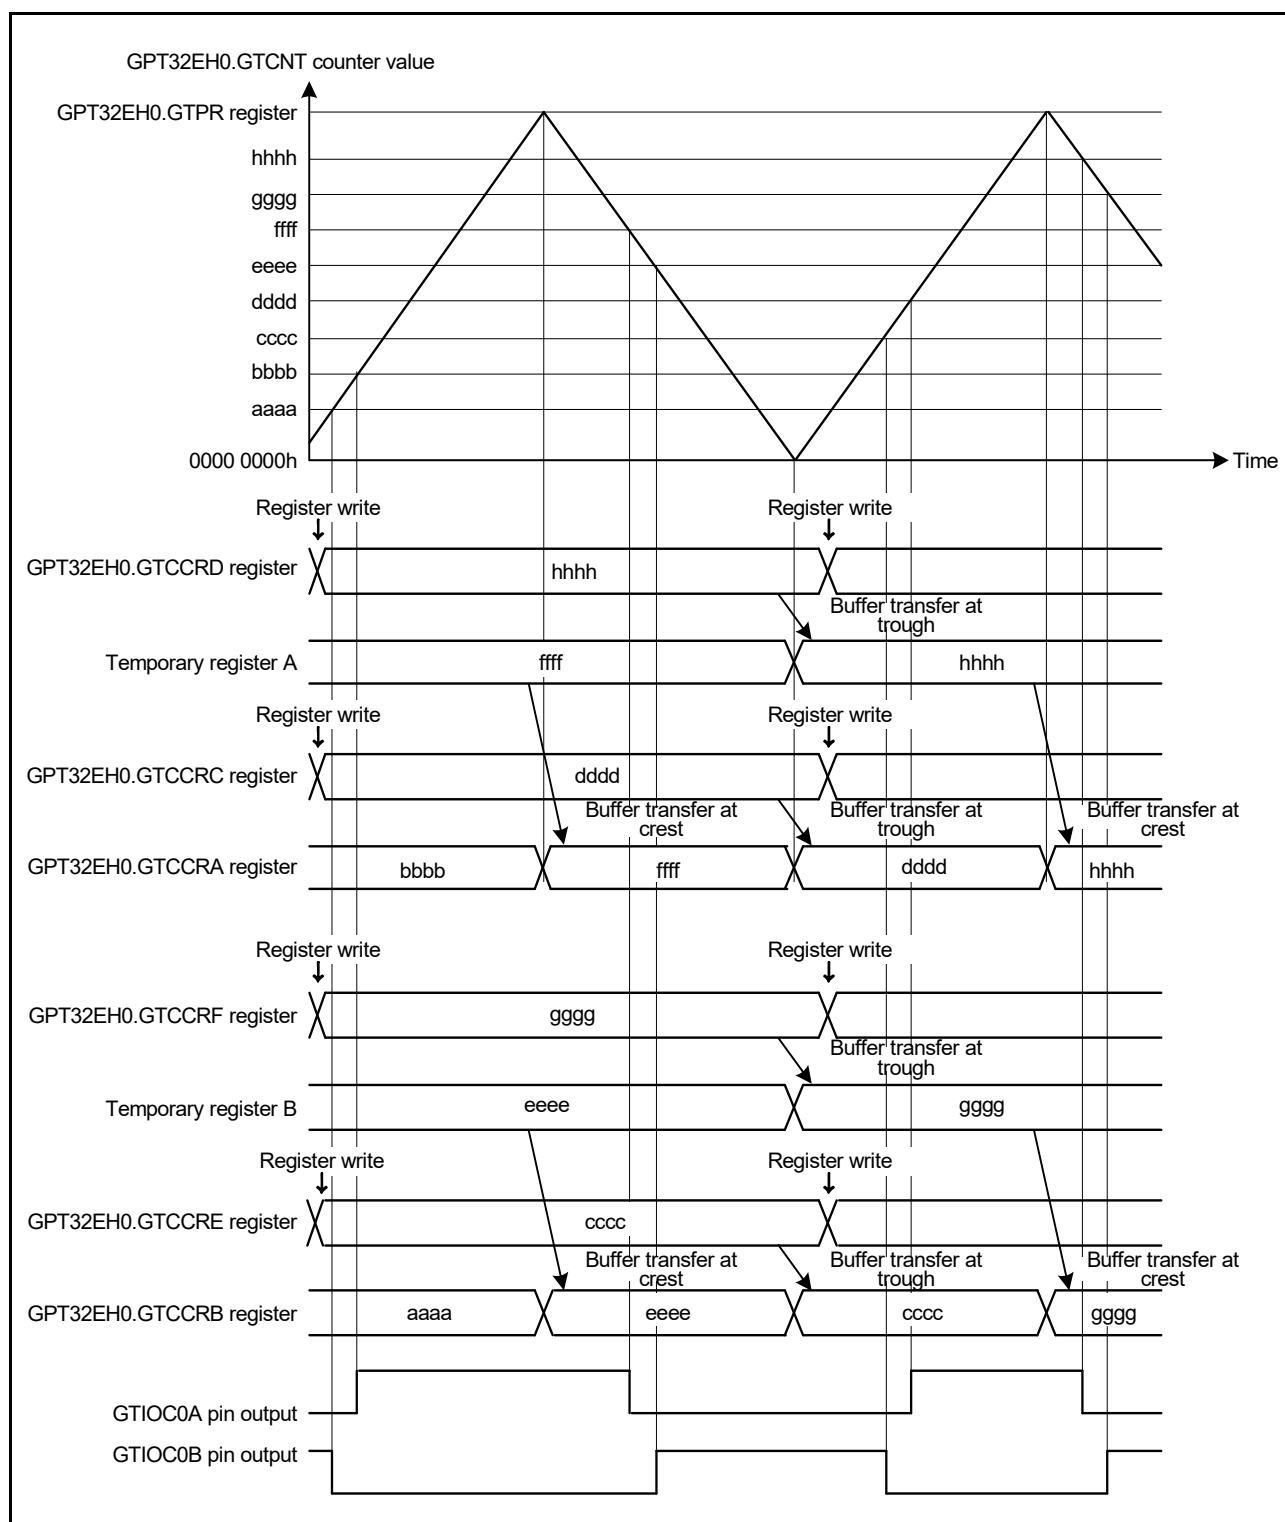 GPT32EH0.GTCNT counter value
GPT32EH0.GTPR register
hhhh
gggg
ffff
eeee
dddd
cccc
bbbb
aaaa
0000 0000h
Time
Register write
Register write
GPT32EH0.GTCCRD register
hhhh
Buffer transfer at
trough
Temporary register A
ffff
hhhh
Register write
Register write
GPT32EH0.GTCCRC register
dddd
Buffer transfer at
crest
Buffer transfer at
trough
Buffer transfer at
crest
GPT32EH0.GTCCRA register
bbbb
ffff
dddd
hhhh
Register write
Register write
GPT32EH0.GTCCRF register
gggg
Buffer transfer at
trough
Temporary register B
eeee
gggg
Register write
Register write
GPT32EH0.GTCCRE register
cccc
Buffer transfer at
crest
Buffer transfer at
trough
Buffer transfer at
crest
GPT32EH0.GTCCRB register
aaaa
eeee
cccc
gggg
GTIOC0A pin output
GTIOC0B pin output